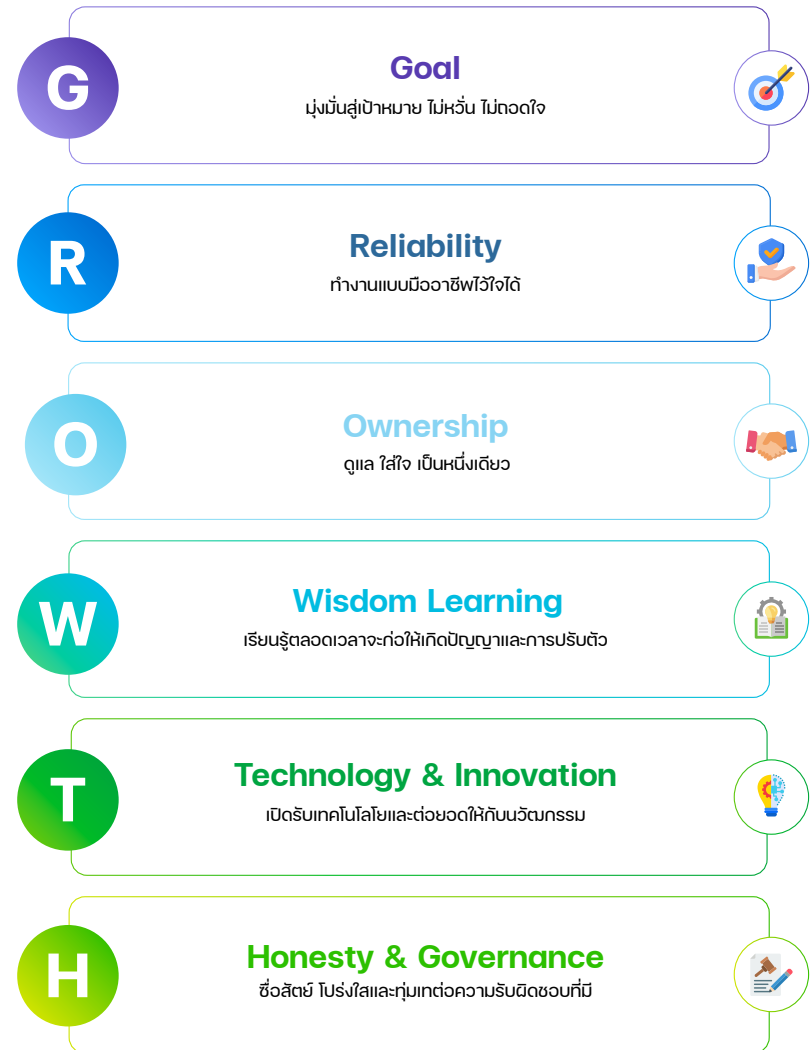 G
Goal
มุ่งมั่นสู่เป้าหมาย ไม่หวั่น ไม่ถอดใจ
R
Reliability
ทำงานแบบมืออาชีพไว้ใจได้
O
Ownership
ดูแล ใส่ใจ เป็นหนึ่งเดียว
W
Wisdom Learning
เรียนรู้ตลอดเวลาจะก่อให้เกิดปัญญาและการปรับตัว
T
Technology & Innovation
เปิดรับเทคโนโลโยและต่อยอดให้กับนวัฒกรรม
H
Honesty & Governance
ซื่อสัตย์ โปร่งใสและทุ่มเทต่อความรับผิดชอบที่มี